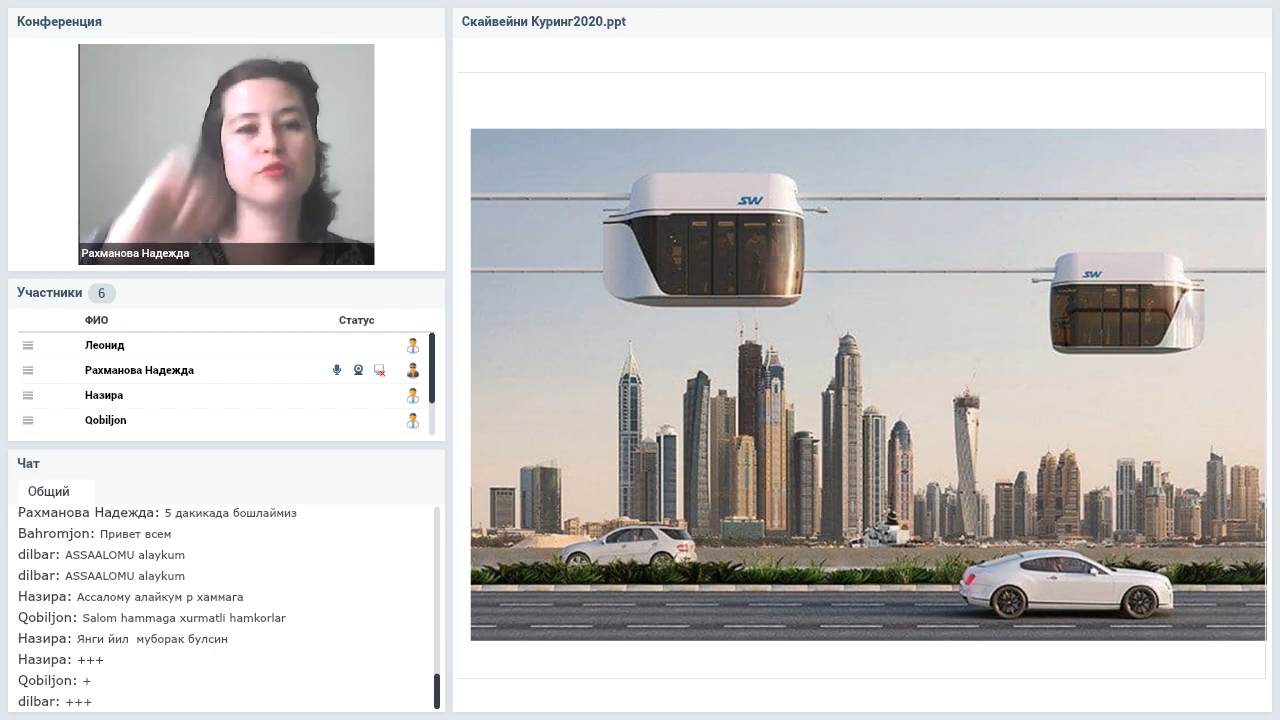 Конференция
Рахманова Надежда
Участники 6
ФИО Статус
Леонид
Рахманова Надежда
Назира
Qobiljon
Чат
Общий
Рахманова Надежда: 5 дакикада бошлаймиз
Bahromjon: Привет всем
dilbar: ASSAALOMU alaykum
dilbar: ASSAALOMU alaykum
Назира: Ассалому алайкум р хаммага
Qobiljon: Salom hammaga xurmatli hamkorlar
Назира: Янги йил муборак булсин
Назира: +++
Qobiljon: +
dilbar: +++
Скайвейни Куринг2020.ppt
SW
SW